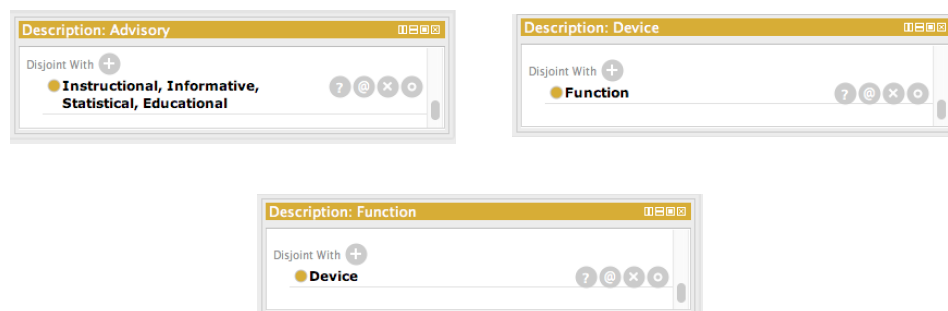 Description: Advisory
Disjoint With
Instructional, Informative,
Statistical, Educational
Description: Device
Disjoint With
Function
Description: Function
Disjoint With
Device